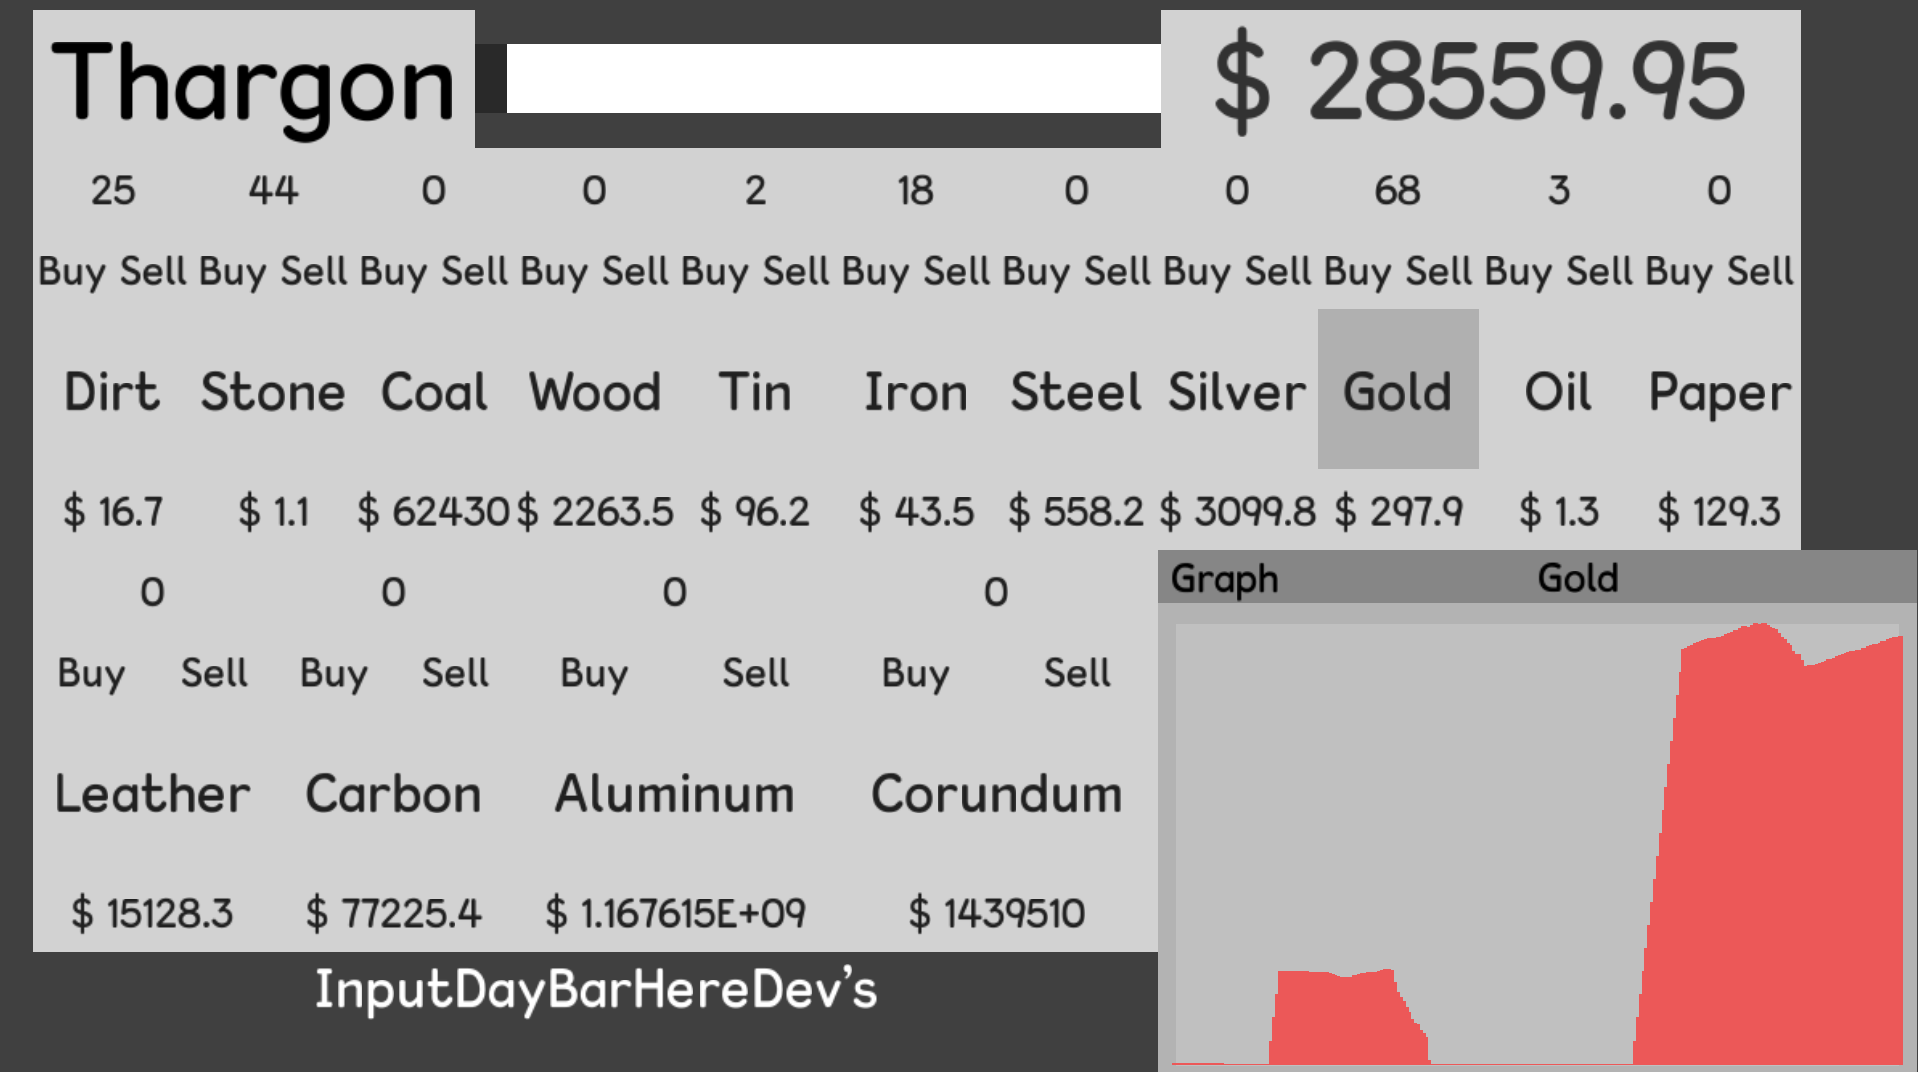 Thargon $ 28559.95
25 44 0 0 2 18 0 0 68 3 0
Buy Sell Buy Sell Buy Sell Buy Sell Buy Sell Buy Sell Buy Sell Buy Sell Buy Sell Buy Sell Buy Sell
Dirt Stone Coal Wood Tin Iron Steel Silver Gold Oil Paper
$ 16.7 $ 1.1 $ 62430 $ 2263.5 $ 96.2 $ 43.5 $ 558.2 $ 3099.8 $ 297.9 $ 1.3 $ 129.3
0 0 0 0
Buy Sell Buy Sell Buy Sell Buy Sell
Leather Carbon Aluminum Corundum
$ 15128.3 $ 77225.4 $ 1.167615E+09 $ 1439510
Graph Gold
InputDayBarHereDev's